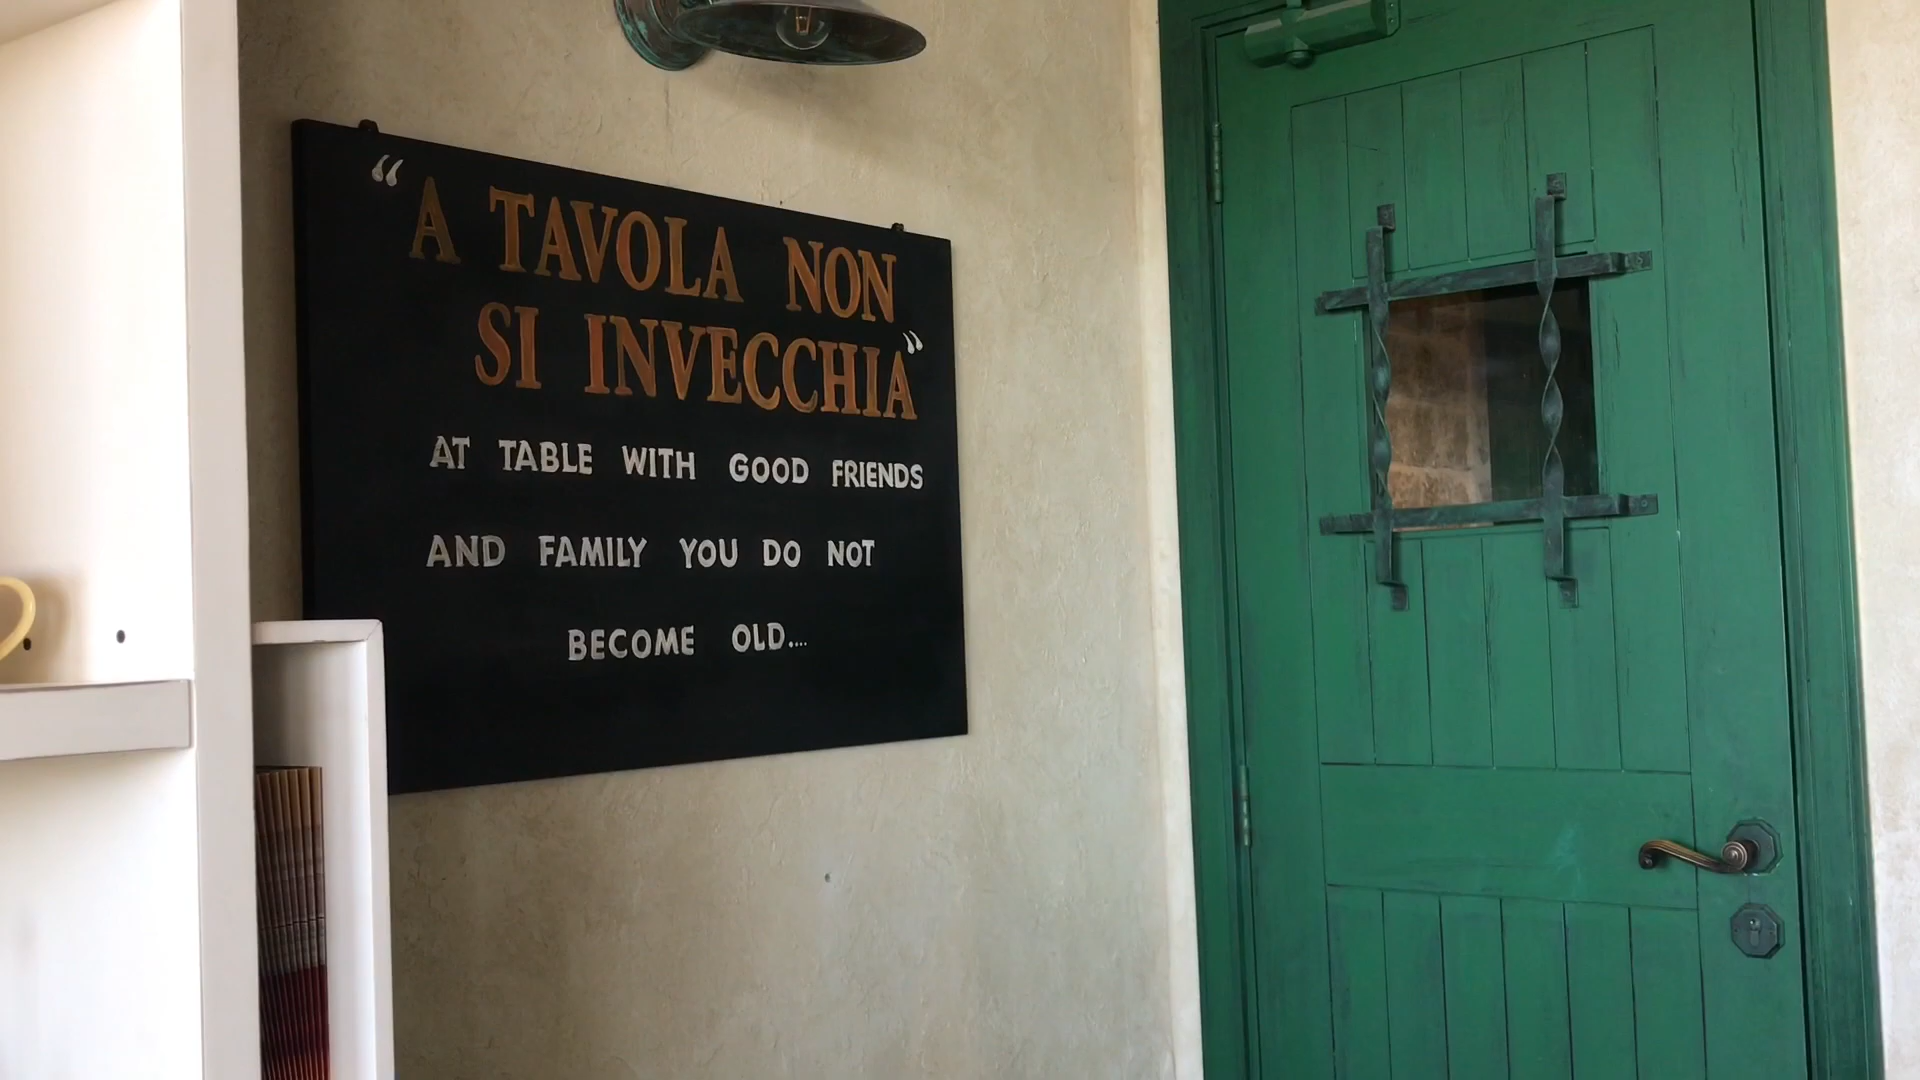 “A TAVOLA NON
SI INVECCHIA”
AT TABLE WITH GOOD FRIENDS
AND FAMILY YOU DO NOT
BECOME OLD....